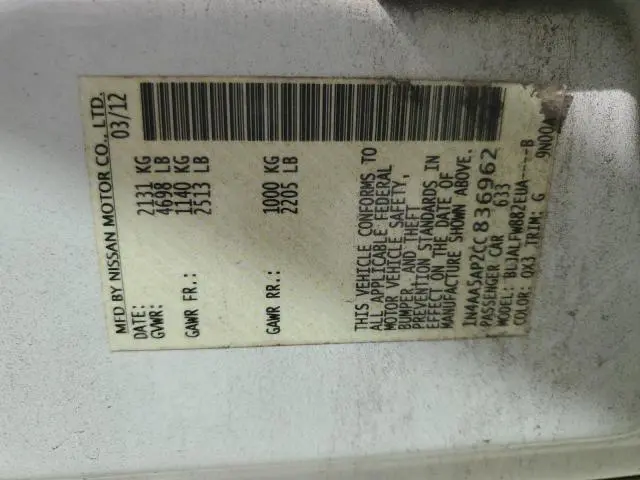 MFD BY NISSAN MOTOR CO., LTD.
DATE: 03/12
GVWR: 2131 KG
4698 LB
GAWR FR.: 1140 KG
2513 LB
GAWR RR.: 1000 KG
2205 LB
THIS VEHICLE CONFORMS TO
ALL APPLICABLE FEDERAL
MOTOR VEHICLE SAFETY,
BUMPER, AND THEFT
PREVENTION STANDARDS IN
EFFECT ON THE DATE OF
MANUFACTURE SHOWN ABOVE.
1N4AA5AP2CC836962
PASSENGER CAR 633
MODEL: BLJALFW882EUA-----B
COLOR: QX3 TRIM: G 9N00A